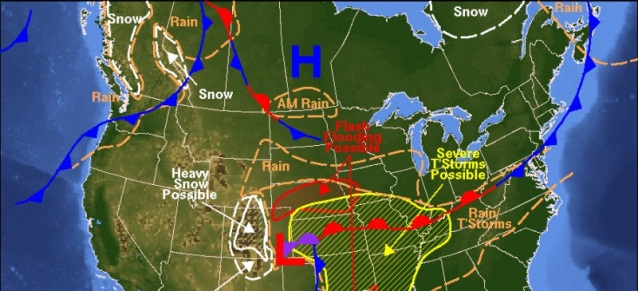 Snow
Rain
Snow
Rain
H
Rain
Snow
AM Rain
Flash
Flooding
Possible
Severe
T'Storms
Possible
Rain
Heavy
Snow
Possible
Rain
T'Storms
L